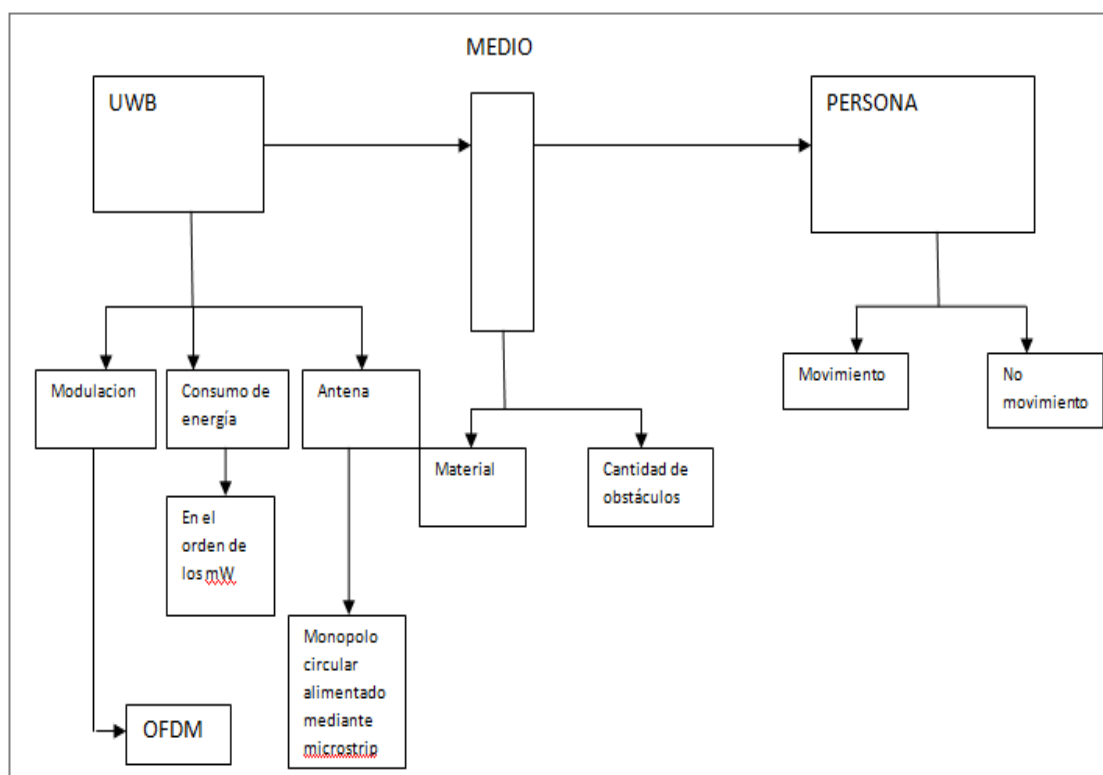 MEDIO
UWB
PERSONA
Modulacion
Consumo de
energía
Antena
Movimiento
No
movimiento
Material
Cantidad de
obstáculos
En el
orden de
los mW
Monopolo
circular
alimentado
mediante
microstrip
OFDM